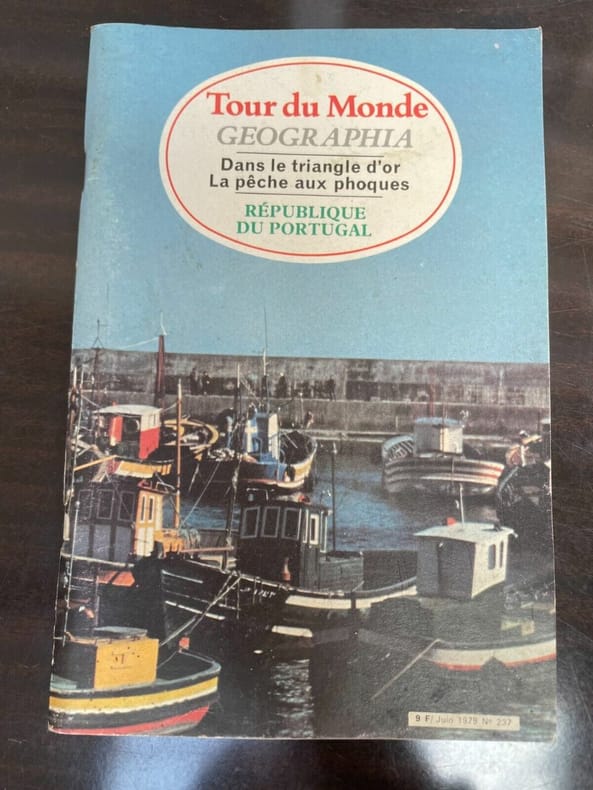 Tour du Monde
GEOGRAPHIA
Dans le triangle d'or
La pêche aux phoques
RÉPUBLIQUE
DU PORTUGAL
9 F/Juin 1979 Nº 237